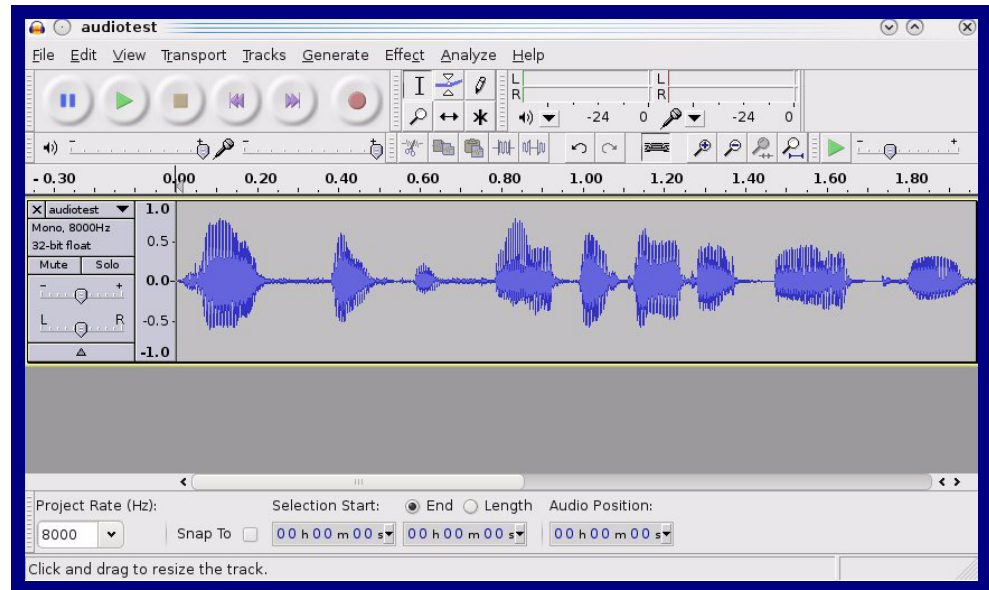 audiotest
File Edit View Transport Tracks Generate Effect Analyze Help
L L
R R
-24 0 -24 0
- 0.30 0.00 0.20 0.40 0.60 0.80 1.00 1.20 1.40 1.60 1.80
audiotest 1.0
Mono, 8000Hz
32-bit float 0.5
Mute Solo
- + 0.0
L R -0.5
-1.0
Project Rate (Hz): Selection Start: End Length Audio Position:
8000 Snap To 00 h 00 m 00 s 00 h 00 m 00 s 00 h 00 m 00 s
Click and drag to resize the track.